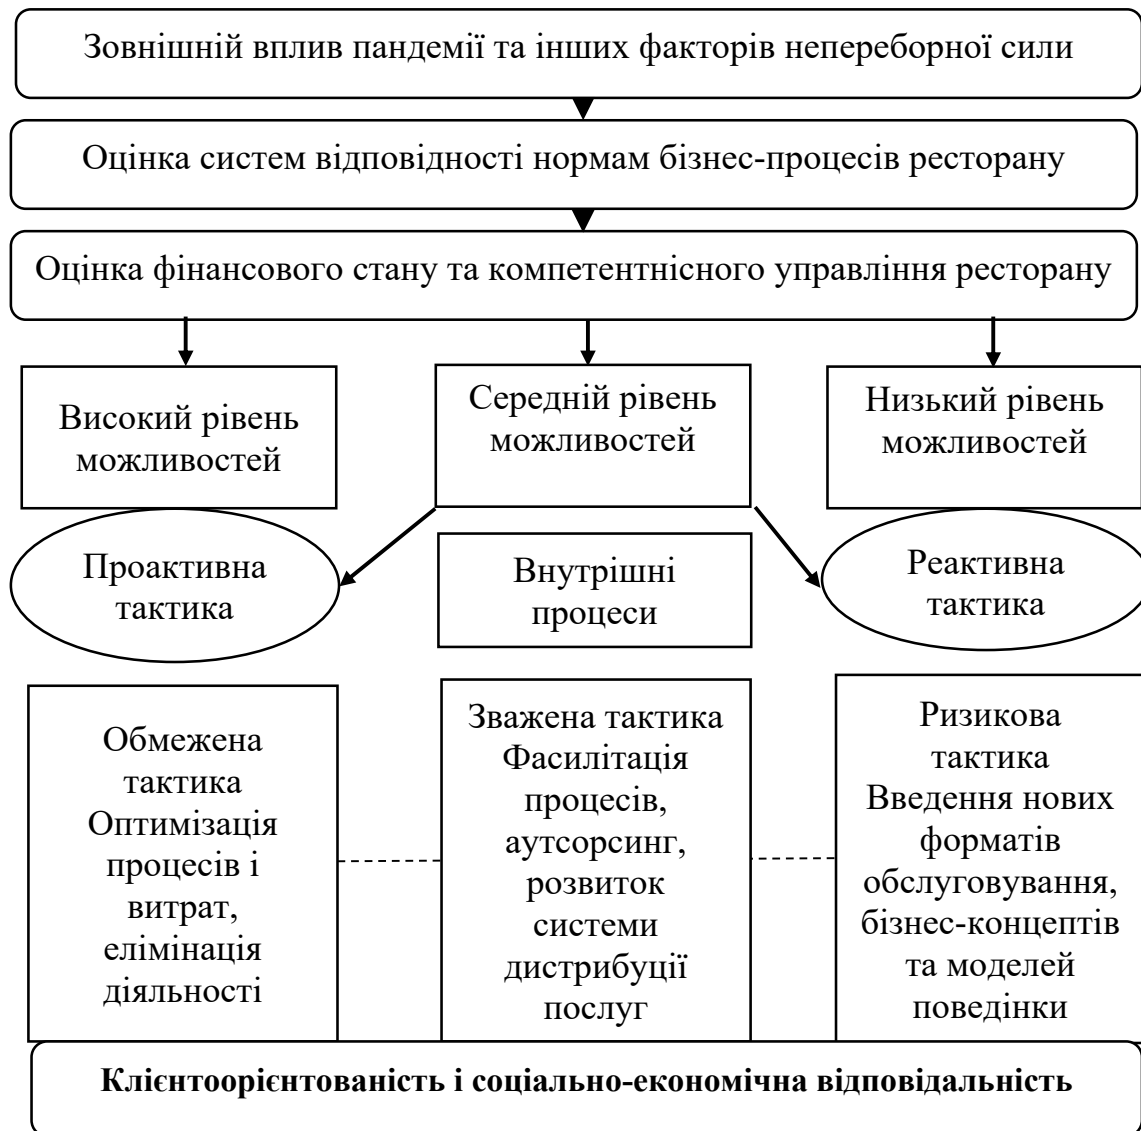 Зовнішній вплив пандемії та інших факторів непереборної сили
Оцінка систем відповідності нормам бізнес-процесів ресторану
Оцінка фінансового стану та компетентнісного управління ресторану
Високий рівень
можливостей
Середній рівень
можливостей
Низький рівень
можливостей
Проактивна
тактика
Внутрішні
процеси
Реактивна
тактика
Обмежена
тактика
Оптимізація
процесів і
витрат,
елімінація
діяльності
Зважена тактика
Фасилітація
процесів,
аутсорсинг,
розвиток
системи
дистрибуції
послуг
Ризикова
тактика
Введення нових
форматів
обслуговування,
бізнес-концептів
та моделей
поведінки
Клієнтоорієнтованість і соціально-економічна відповідальність